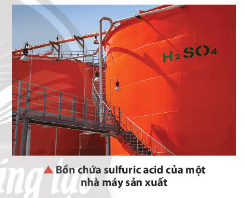 H₂SO₄
▲ Bồn chứa sulfuric acid của một
nhà máy sản xuất